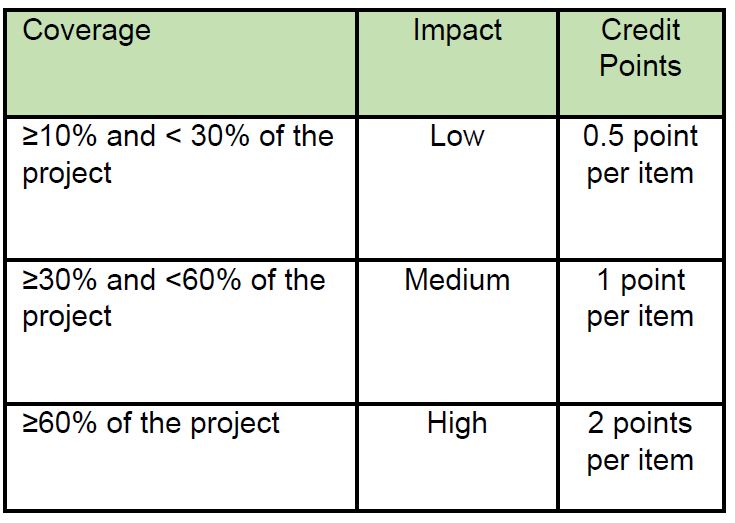 Coverage Impact Credit
Points
≥10% and < 30% of the Low 0.5 point
project per item
≥30% and <60% of the Medium 1 point
project per item
≥60% of the project High 2 points
per item